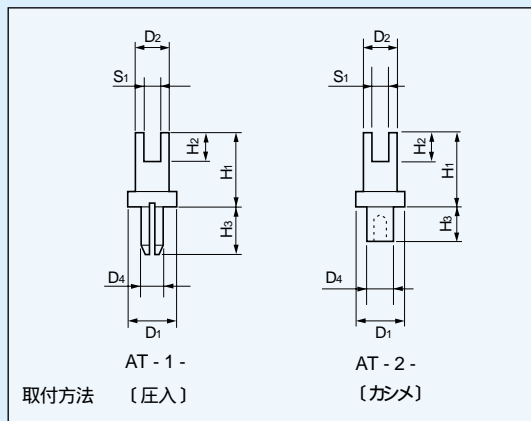 D2 D2
S1 S1
H2 H1 H2 H1
H3 H3
D4 D4
D1 D1
AT - 1 - AT - 2 -
取付方法 〔圧入〕 〔カシメ〕